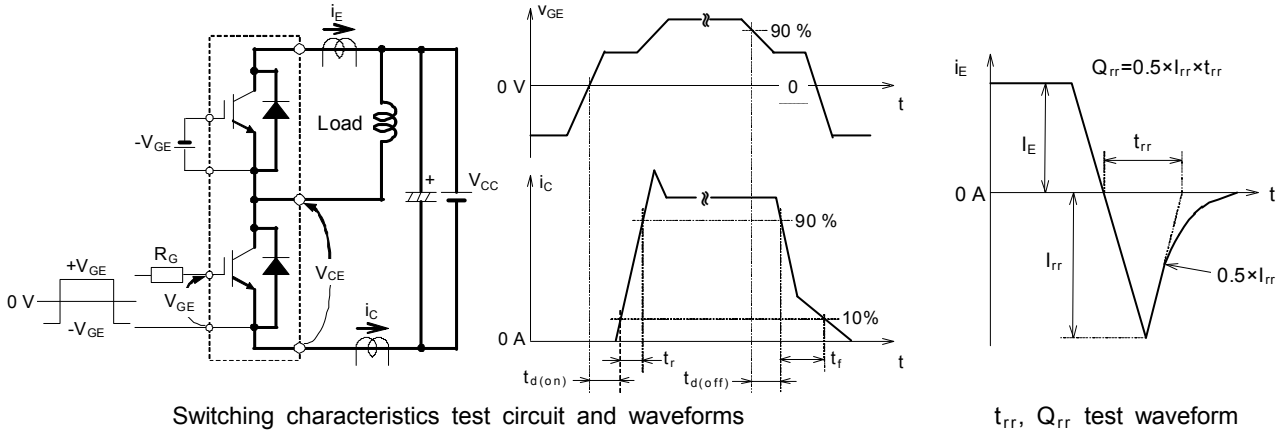 i_E
Load
-V_GE
+
V_CC
R_G
+V_GE
0 V
-V_GE
V_GE
V_CE
i_C
v_GE
90 %
0 V
0
t
i_C
90 %
10%
0 A
t
t_r
t_f
t_d(on)
t_d(off)
Switching characteristics test circuit and waveforms
i_E
Q_rr=0.5×I_rr×t_rr
I_E
t_rr
0 A
t
I_rr
0.5×I_rr
t_rr, Q_rr test waveform